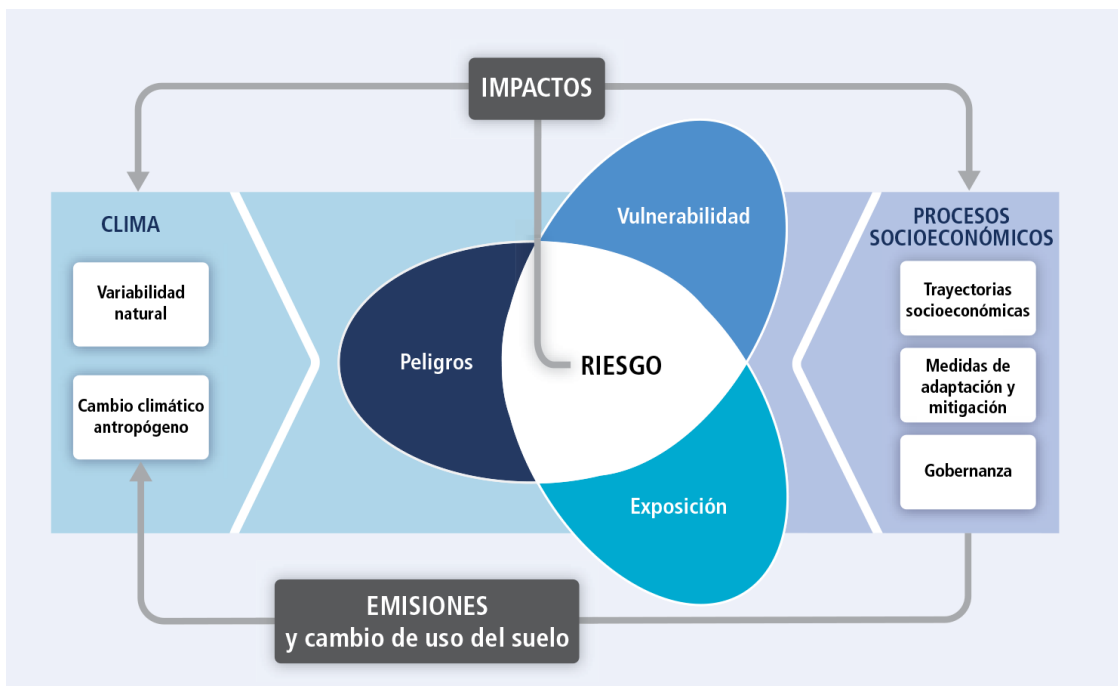 IMPACTOS
CLIMA
Variabilidad
natural
Cambio climático
antropógeno
Vulnerabilidad
Peligros
RIESGO
Exposición
PROCESOS
SOCIOECONÓMICOS
Trayectorias
socioeconómicas
Medidas de
adaptación y
mitigación
Gobernanza
EMISIONES
y cambio de uso del suelo